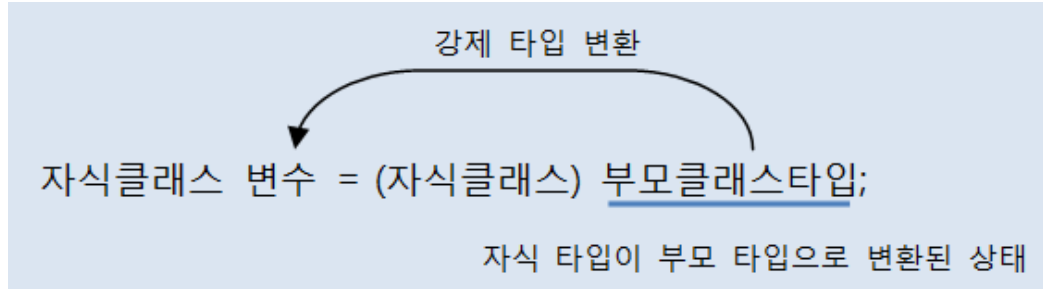 강제 타입 변환
자식클래스 변수 = (자식클래스) 부모클래스타입;
자식 타입이 부모 타입으로 변환된 상태